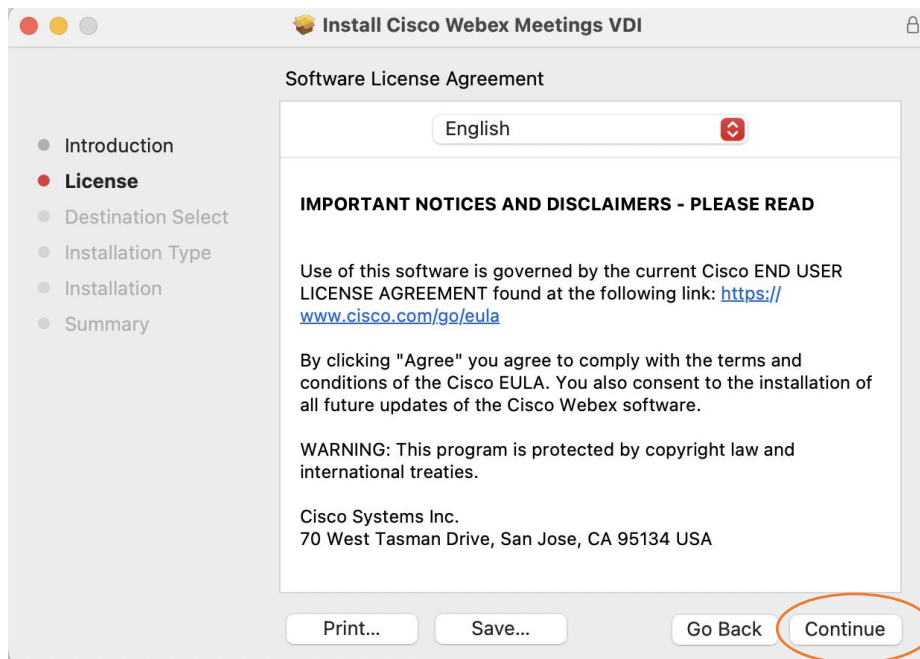 Install Cisco Webex Meetings VDI
Software License Agreement
English
Introduction
License
Destination Select
Installation Type
Installation
Summary
IMPORTANT NOTICES AND DISCLAIMERS - PLEASE READ
Use of this software is governed by the current Cisco END USER
LICENSE AGREEMENT found at the following link: https://
www.cisco.com/go/eula
By clicking "Agree" you agree to comply with the terms and
conditions of the Cisco EULA. You also consent to the installation of
all future updates of the Cisco Webex software.
WARNING: This program is protected by copyright law and
international treaties.
Cisco Systems Inc.
70 West Tasman Drive, San Jose, CA 95134 USA
Print... Save... Go Back Continue